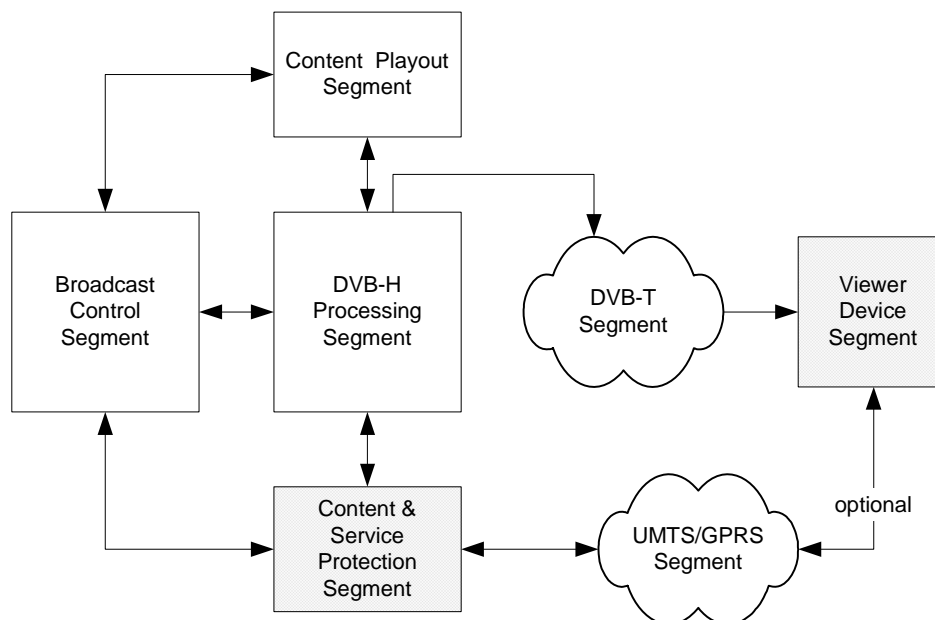 Content Playout
Segment
Broadcast
Control
Segment
DVB-H
Processing
Segment
DVB-T
Segment
Viewer
Device
Segment
Content &
Service
Protection
Segment
UMTS/GPRS
Segment
optional